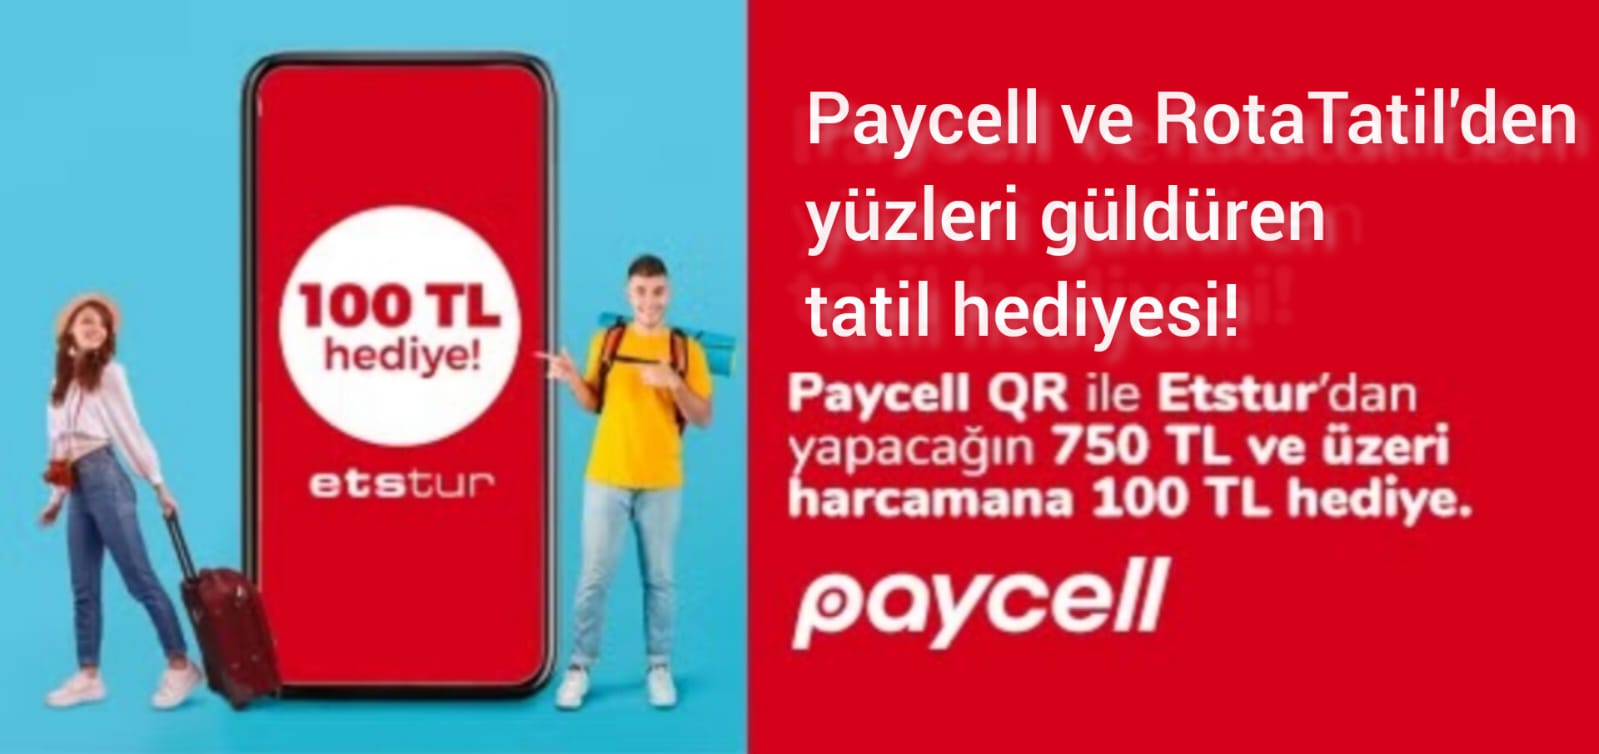 100 TL
hediye!
etstur
Paycell ve RotaTatil'den
yüzleri güldüren
tatil hediyesi!
Paycell QR ile Etstur'dan
yapacağın 750 TL ve üzeri
harcamana 100 TL hediye.
paycell